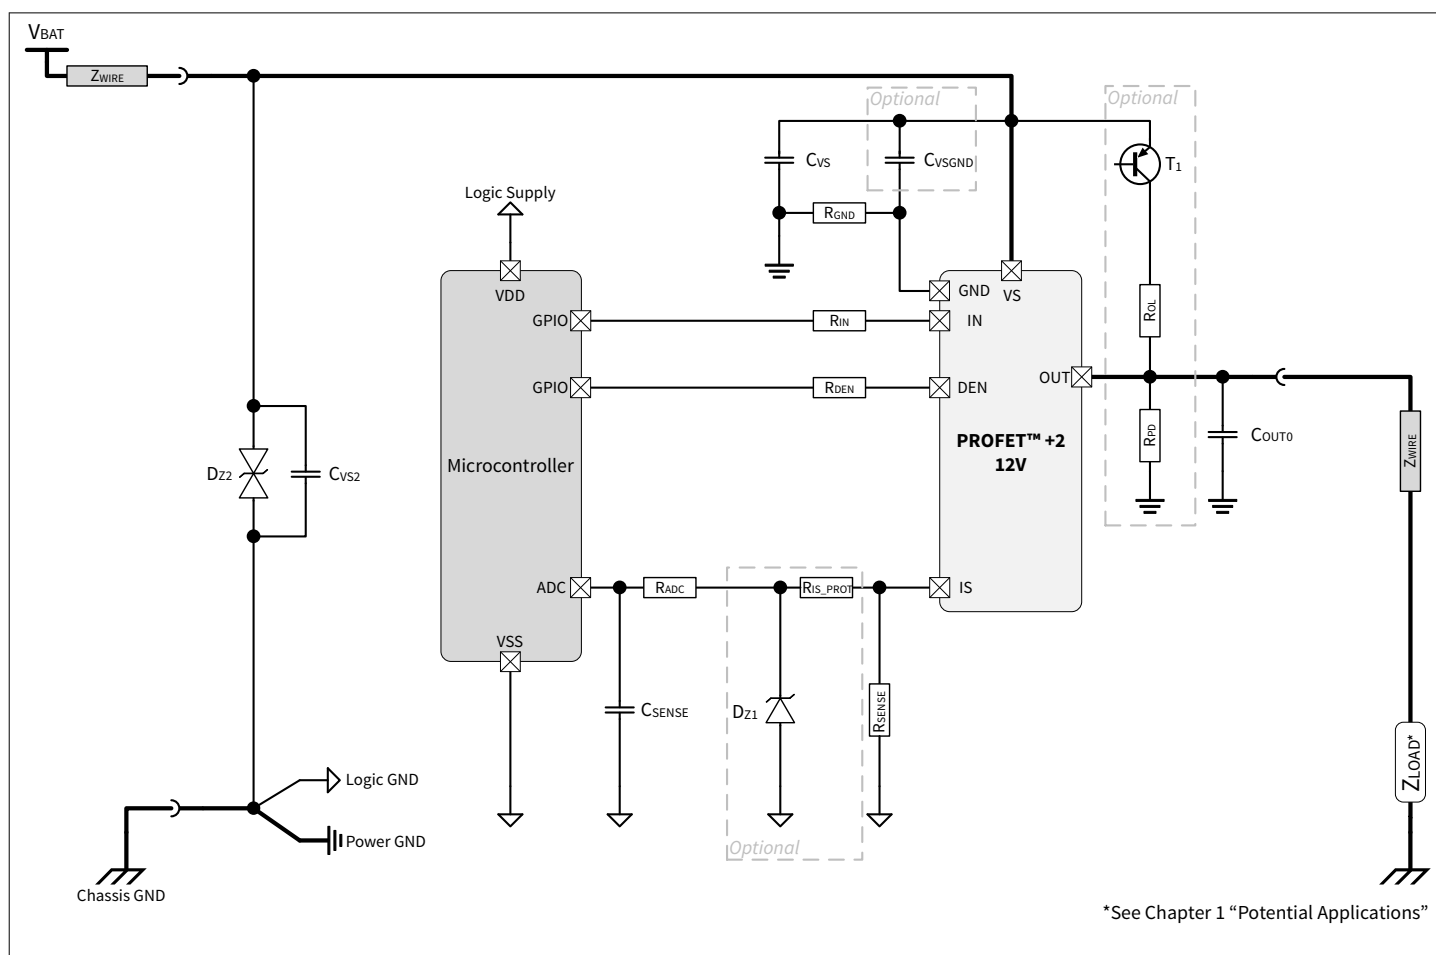 VBAT
ZWIRE
Optional
Optional
CVS
CVSGND
T1
Logic Supply
RGND
VDD
GND
VS
GPIO
RIN
IN
ROL
GPIO
RDEN
DEN
OUT
RPD
COUT0
ZWIRE
PROFET™ +2
12V
Microcontroller
DZ2
CVS2
ADC
RADC
RIS_PROT
IS
VSS
CSENSE
DZ1
RSENSE
ZLOAD*
Logic GND
Power GND
Optional
Chassis GND
*See Chapter 1 “Potential Applications”